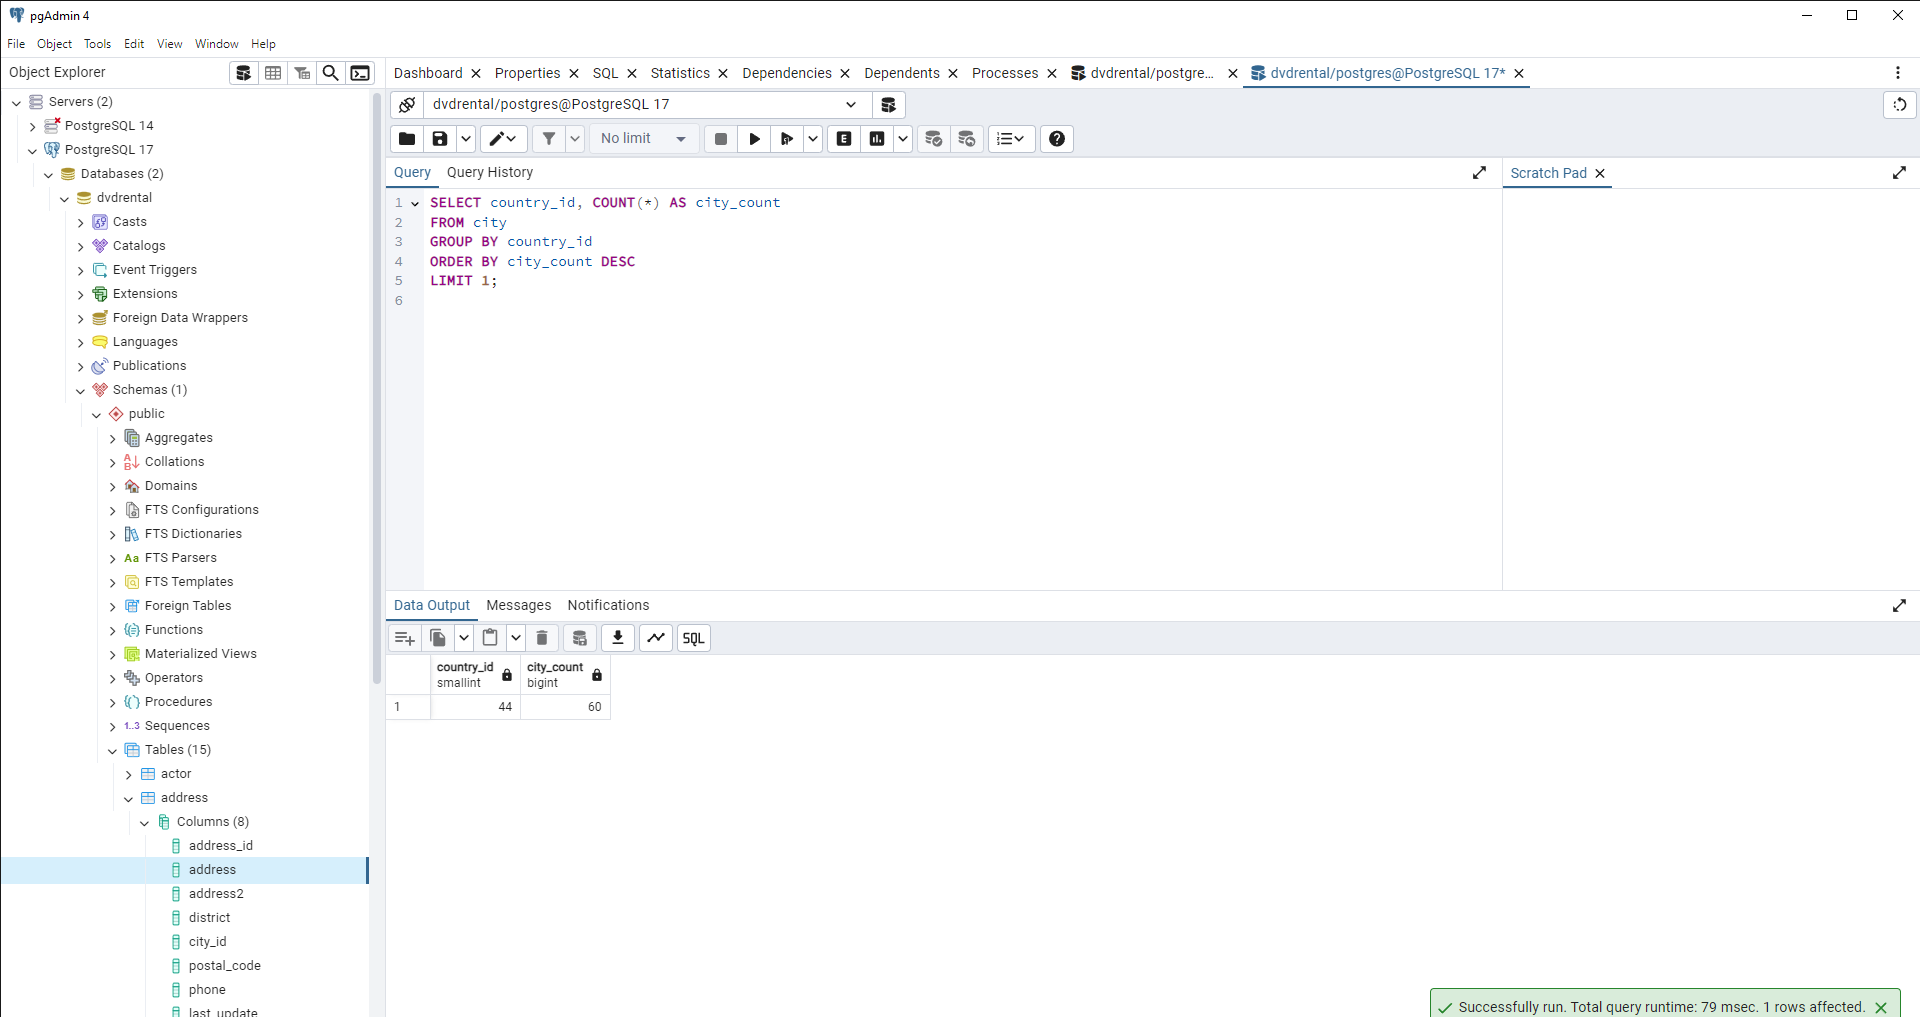 pgAdmin 4
File Object Tools Edit View Window Help
Object Explorer
Dashboard Properties SQL Statistics Dependencies Dependents Processes dvdrental/postgre... dvdrental/postgres@PostgreSQL 17*
dvdrental/postgres@PostgreSQL 17
No limit
E
Query Query History
Scratch Pad
1 SELECT country_id, COUNT(*) AS city_count
2 FROM city
3 GROUP BY country_id
4 ORDER BY city_count DESC
5 LIMIT 1;
6
Servers (2)
PostgreSQL 14
PostgreSQL 17
Databases (2)
dvdrental
Casts
Catalogs
Event Triggers
Extensions
Foreign Data Wrappers
Languages
Publications
Schemas (1)
public
Aggregates
Collations
Domains
FTS Configurations
FTS Dictionaries
Aa FTS Parsers
FTS Templates
Foreign Tables
Functions
Materialized Views
Operators
Procedures
1..3 Sequences
Tables (15)
actor
address
Columns (8)
address_id
address
address2
district
city_id
postal_code
phone
last_update
Data Output Messages Notifications
SQL
country_id city_count
smallint bigint
1 44 60
Successfully run. Total query runtime: 79 msec. 1 rows affected.